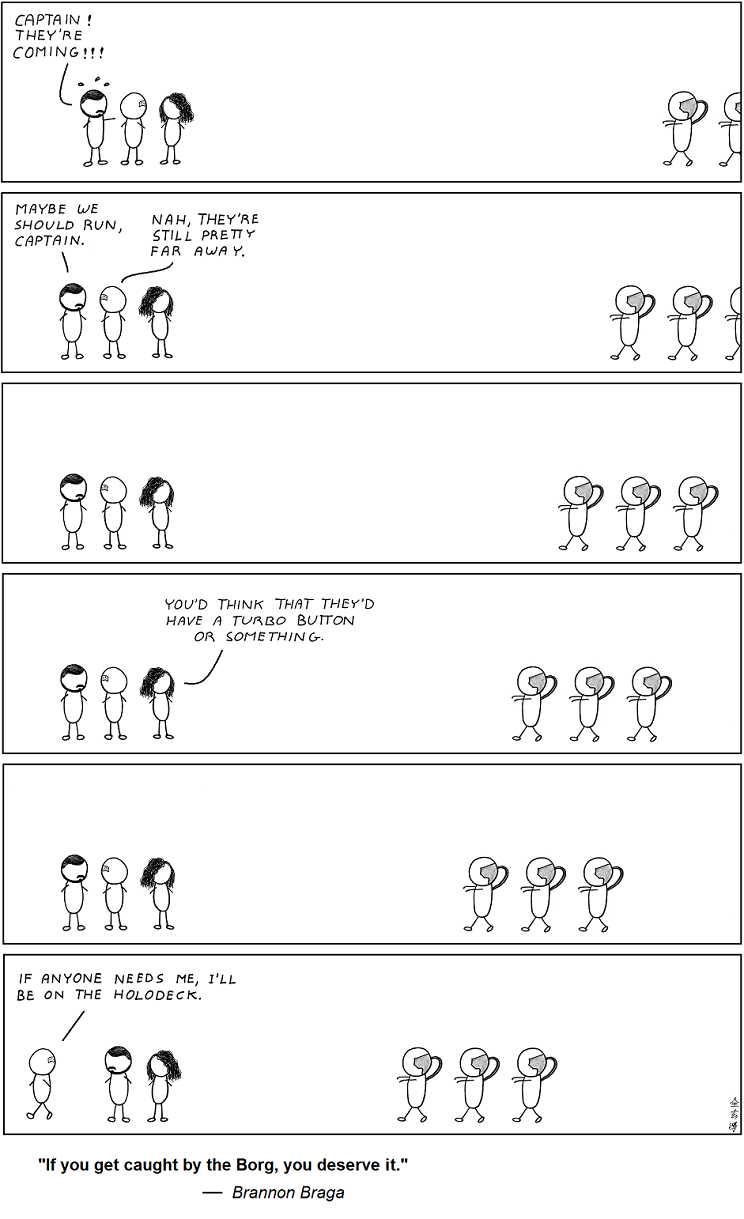 CAPTAIN!
THEY'RE
COMING!!!
MAYBE WE
SHOULD RUN,
CAPTAIN.
NAH, THEY'RE
STILL PRETTY
FAR AWAY.
YOU'D THINK THAT THEY'D
HAVE A TURBO BUTTON
OR SOMETHING.
IF ANYONE NEEDS ME, I'LL
BE ON THE HOLODECK.
"If you get caught by the Borg, you deserve it."
— Brannon Braga